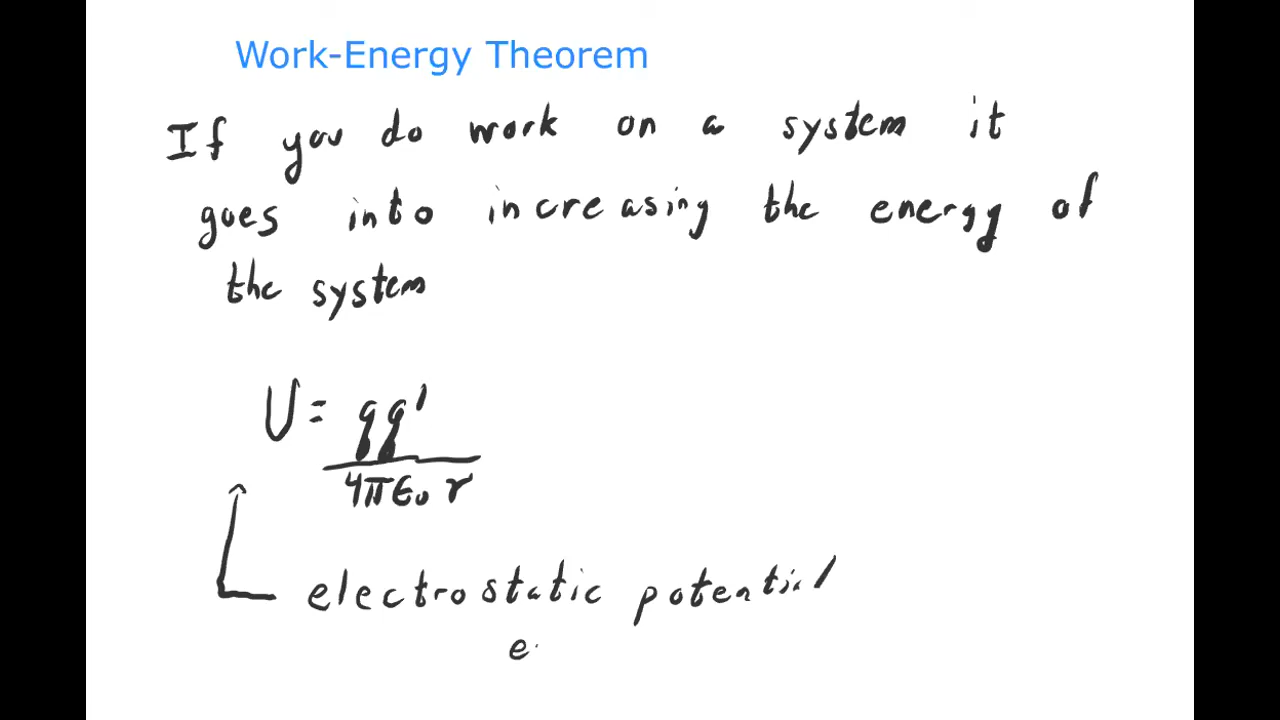 Work-Energy Theorem
If you do work on a system it
goes into increasing the energy of
the system
U = qq'
4πϵ₀ r
electrostatic potential
e